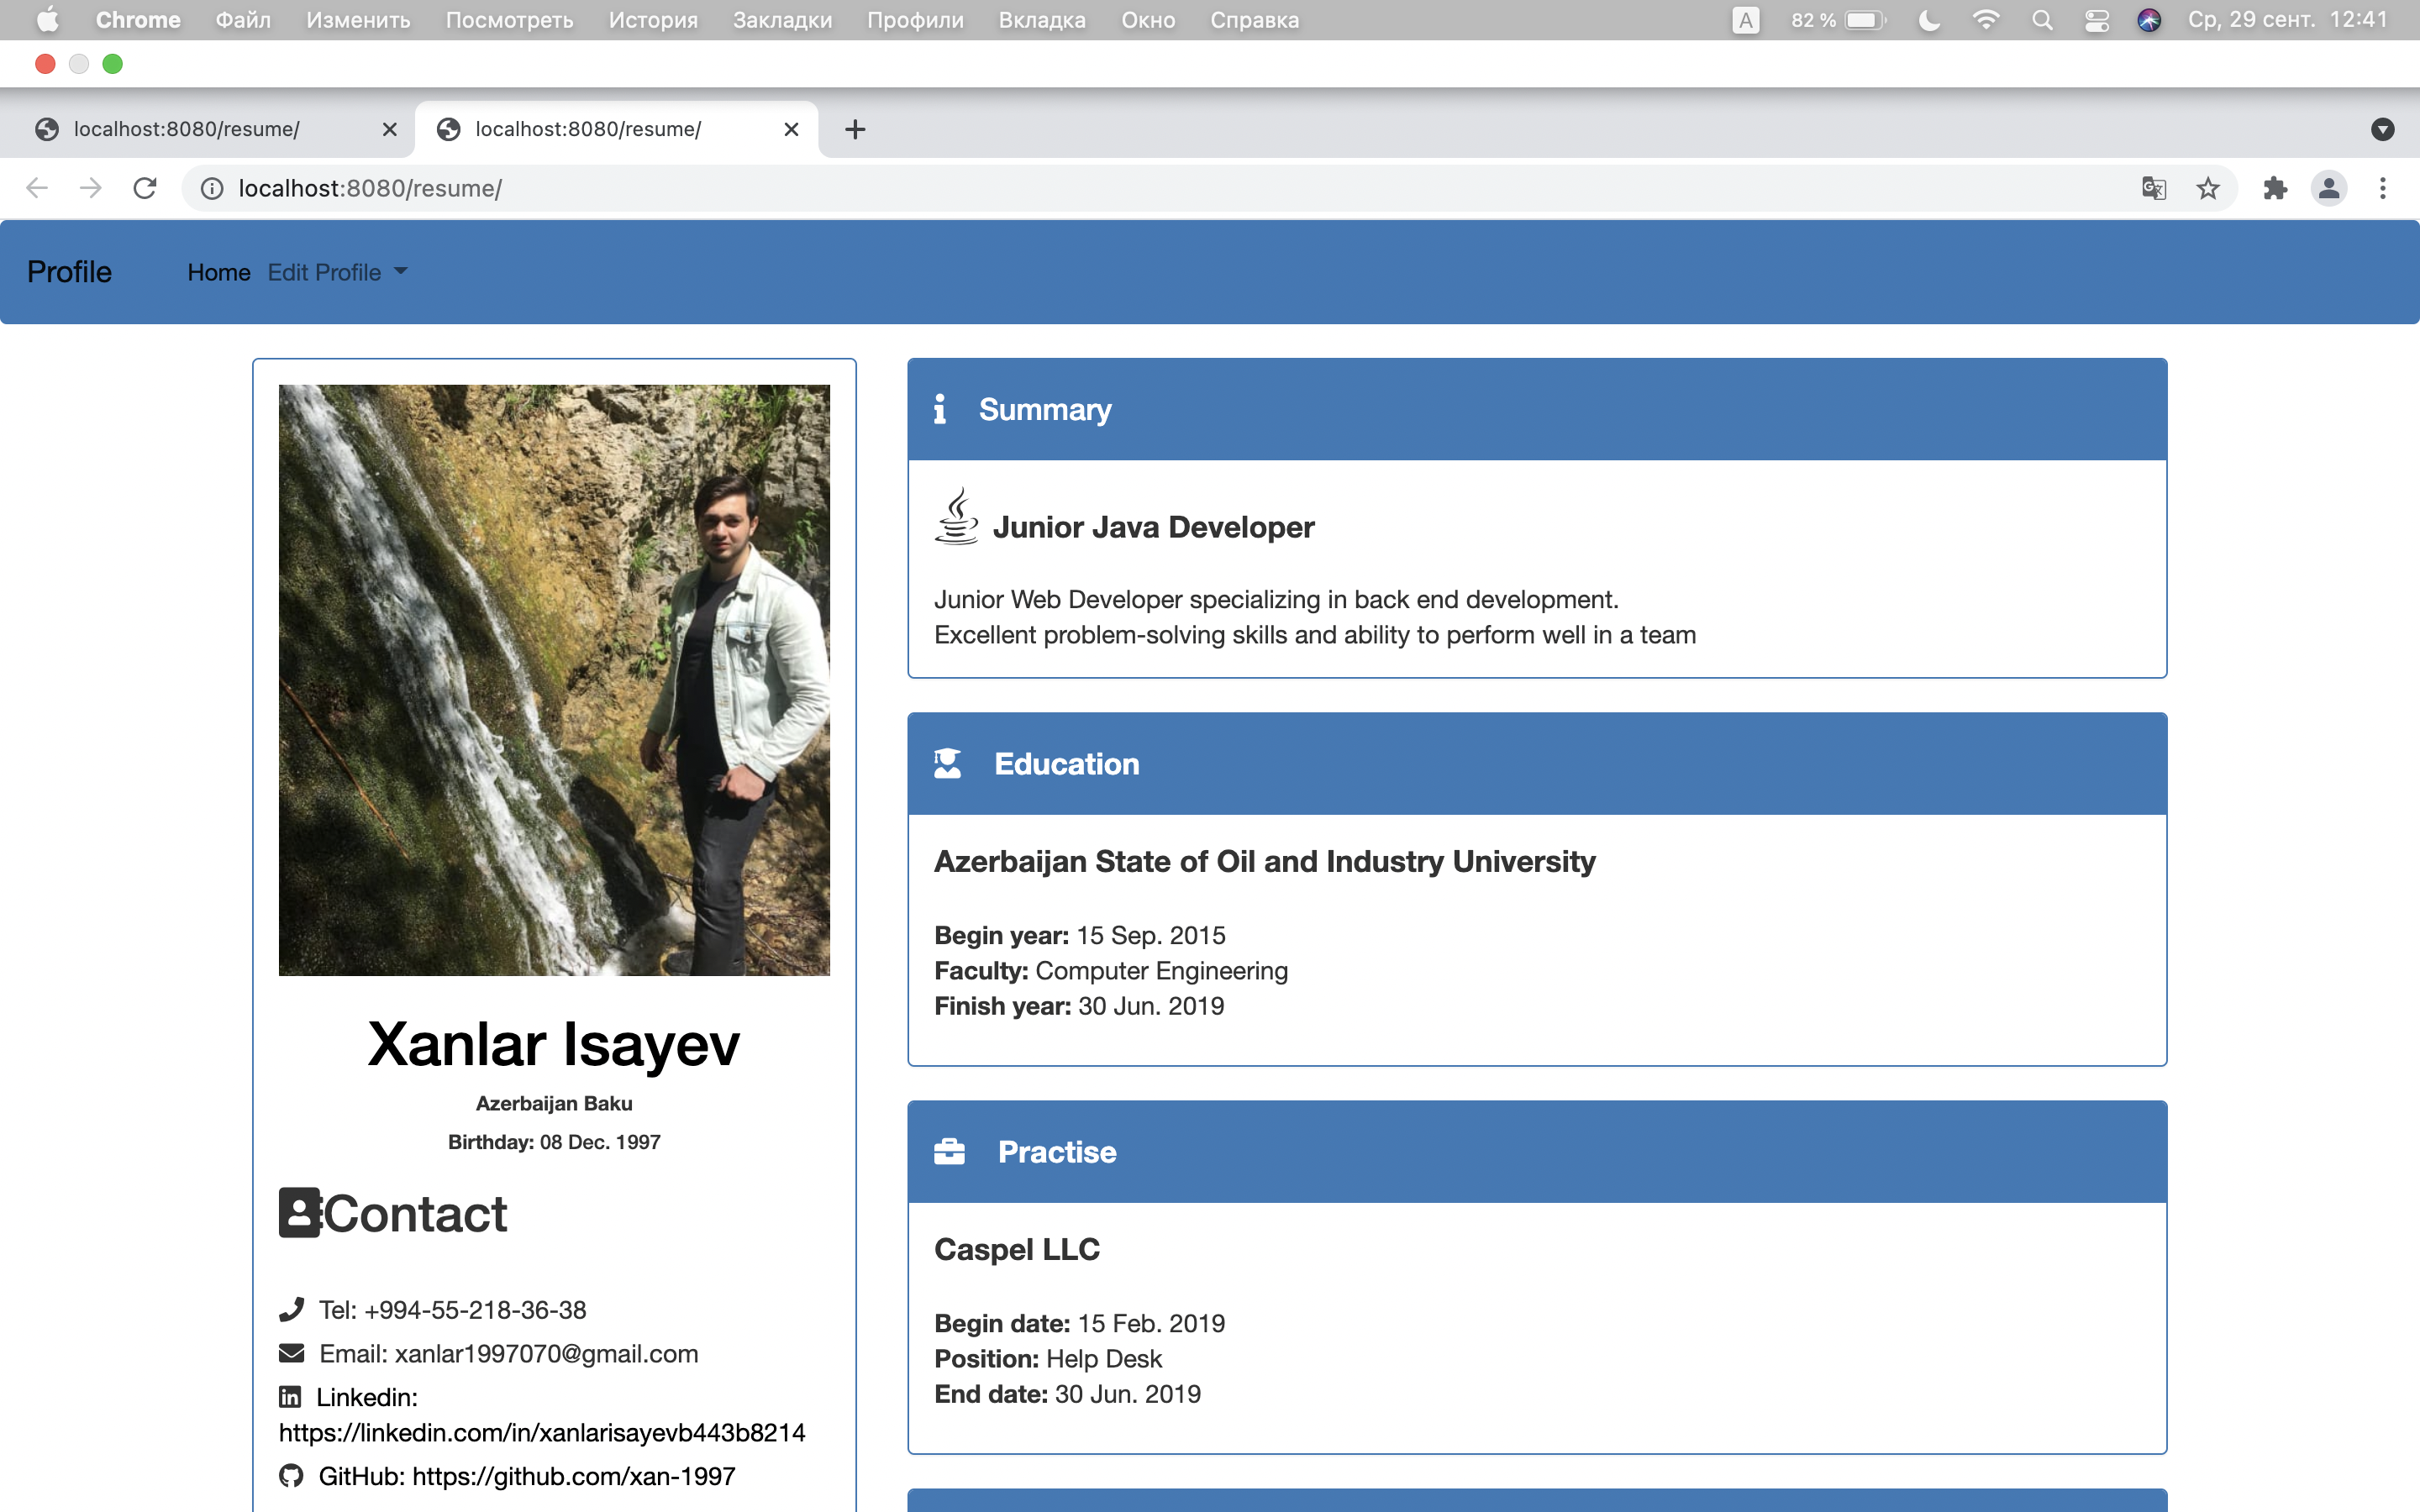 Chrome Файл Изменить Посмотреть История Закладки Профили Вкладка Окно Справка A 82 % Ср, 29 сент. 12:41
localhost:8080/resume/ localhost:8080/resume/
localhost:8080/resume/
Profile Home Edit Profile
Xanlar Isayev
Azerbaijan Baku
Birthday: 08 Dec. 1997
Contact
Tel: +994-55-218-36-38
Email: xanlar1997070@gmail.com
Linkedin:
https://linkedin.com/in/xanlarisayevb443b8214
GitHub: https://github.com/xan-1997
Summary
Junior Java Developer
Junior Web Developer specializing in back end development.
Excellent problem-solving skills and ability to perform well in a team
Education
Azerbaijan State of Oil and Industry University
Begin year: 15 Sep. 2015
Faculty: Computer Engineering
Finish year: 30 Jun. 2019
Practise
Caspel LLC
Begin date: 15 Feb. 2019
Position: Help Desk
End date: 30 Jun. 2019